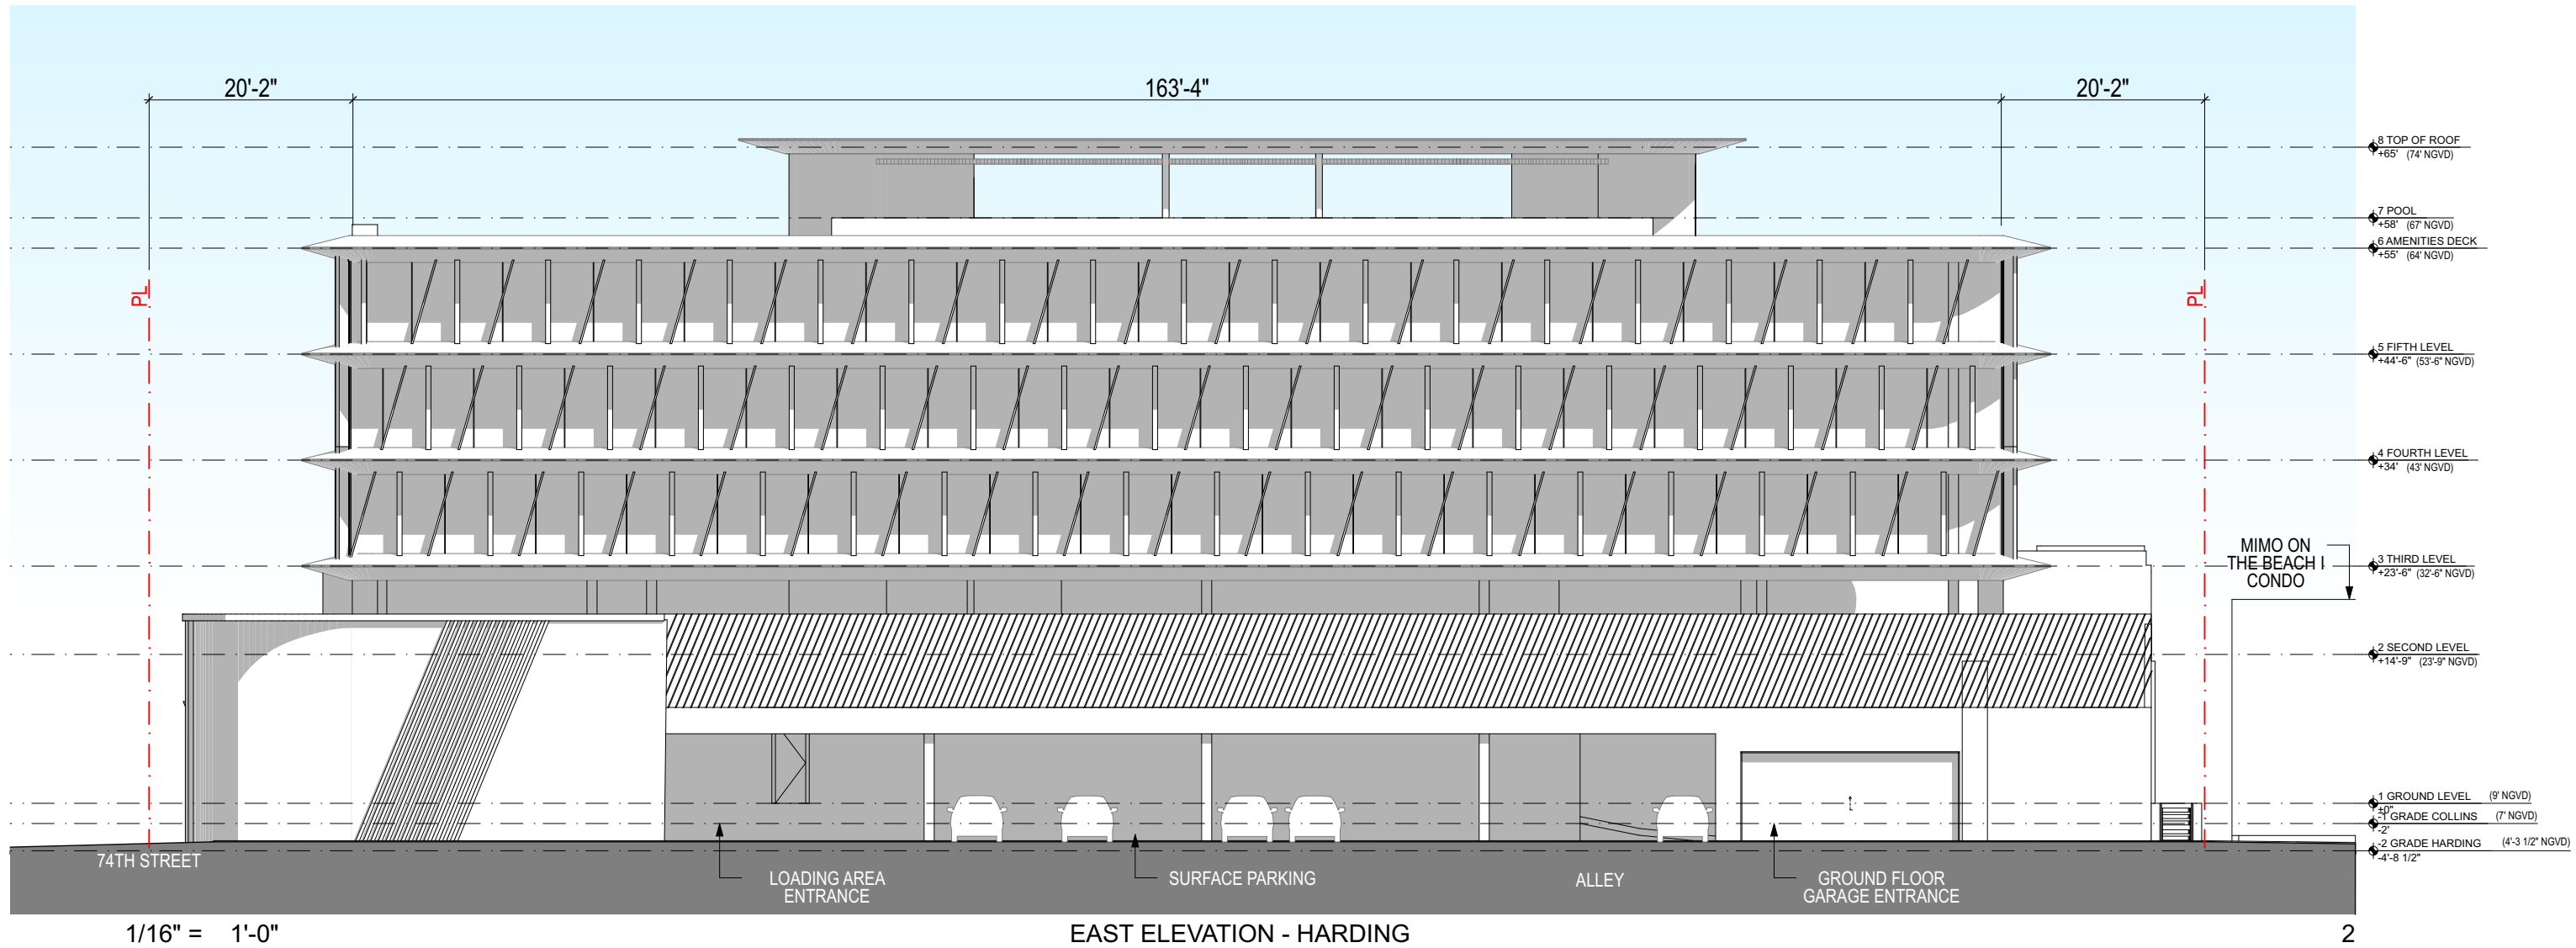 20'-2"
163'-4"
20'-2"
8 TOP OF ROOF
+65' (74' NGVD)
7 POOL
+58' (67' NGVD)
6 AMENITIES DECK
+55' (64' NGVD)
PL
PL
5 FIFTH LEVEL
+44'-6" (53'-6" NGVD)
4 FOURTH LEVEL
+34' (43' NGVD)
MIMO ON
THE BEACH I
CONDO
3 THIRD LEVEL
+23'-6" (32'-6" NGVD)
2 SECOND LEVEL
+14'-9" (23'-9" NGVD)
1 GROUND LEVEL (9' NGVD)
+0"
-1 GRADE COLLINS (7' NGVD)
-2'
-2 GRADE HARDING (4'-3 1/2" NGVD)
-4'-8 1/2"
74TH STREET
LOADING AREA
ENTRANCE
SURFACE PARKING
ALLEY
GROUND FLOOR
GARAGE ENTRANCE
1/16" = 1'-0"
EAST ELEVATION - HARDING
2